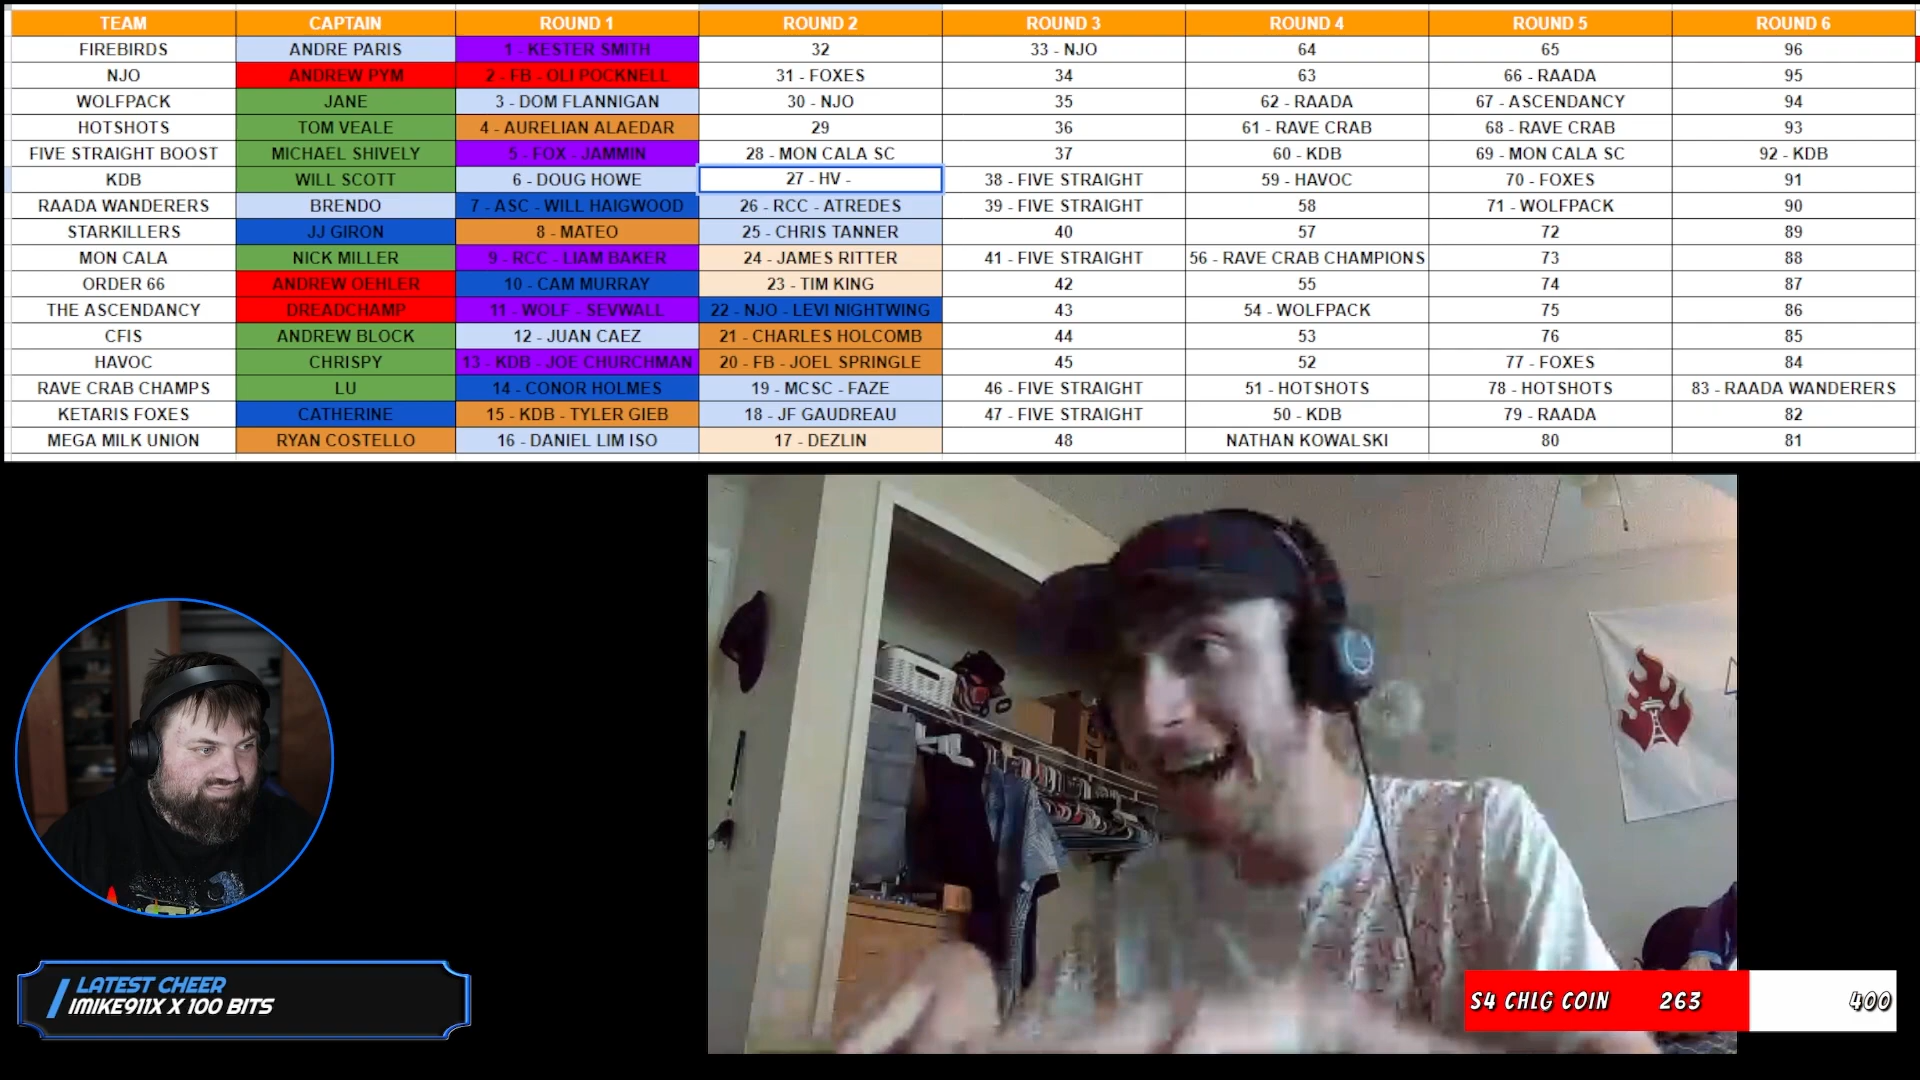 TEAM CAPTAIN ROUND 1 ROUND 2 ROUND 3 ROUND 4 ROUND 5 ROUND 6
FIREBIRDS ANDRE PARIS 1 - KESTER SMITH 32 33 - NJO 64 65 96
NJO ANDREW PYM 2 - FB - OLI POCKNELL 31 - FOXES 34 63 66 - RAADA 95
WOLFPACK JANE 3 - DOM FLANNIGAN 30 - NJO 35 62 - RAADA 67 - ASCENDANCY 94
HOTSHOTS TOM VEALE 4 - AURELIAN ALAEDAR 29 36 61 - RAVE CRAB 68 - RAVE CRAB 93
FIVE STRAIGHT BOOST MICHAEL SHIVELY 5 - FOX - JAMMIN 28 - MON CALA SC 37 60 - KDB 69 - MON CALA SC 92 - KDB
KDB WILL SCOTT 6 - DOUG HOWE 27 - HV - 38 - FIVE STRAIGHT 59 - HAVOC 70 - FOXES 91
RAADA WANDERERS BRENDO 7 - ASC - WILL HAIGWOOD 26 - RCC - ATREDES 39 - FIVE STRAIGHT 58 71 - WOLFPACK 90
STARKILLERS JJ GIRON 8 - MATEO 25 - CHRIS TANNER 40 57 72 89
MON CALA NICK MILLER 9 - RCC - LIAM BAKER 24 - JAMES RITTER 41 - FIVE STRAIGHT 56 - RAVE CRAB CHAMPIONS 73 88
ORDER 66 ANDREW OEHLER 10 - CAM MURRAY 23 - TIM KING 42 55 74 87
THE ASCENDANCY DREADCHAMP 11 - WOLF - SEVWALL 22 - NJO - LEVI NIGHTWING 43 54 - WOLFPACK 75 86
CFIS ANDREW BLOCK 12 - JUAN CAEZ 21 - CHARLES HOLCOMB 44 53 76 85
HAVOC CHRISPY 13 - KDB - JOE CHURCHMAN 20 - FB - JOEL SPRINGLE 45 52 77 - FOXES 84
RAVE CRAB CHAMPS LU 14 - CONOR HOLMES 19 - MCSC - FAZE 46 - FIVE STRAIGHT 51 - HOTSHOTS 78 - HOTSHOTS 83 - RAADA WANDERERS
KETARIS FOXES CATHERINE 15 - KDB - TYLER GIEB 18 - JF GAUDREAU 47 - FIVE STRAIGHT 50 - KDB 79 - RAADA 82
MEGA MILK UNION RYAN COSTELLO 16 - DANIEL LIM ISO 17 - DEZLIN 48 NATHAN KOWALSKI 80 81
LATEST CHEER
IMIKE911X X 100 BITS
S4 CHLG COIN 263 400